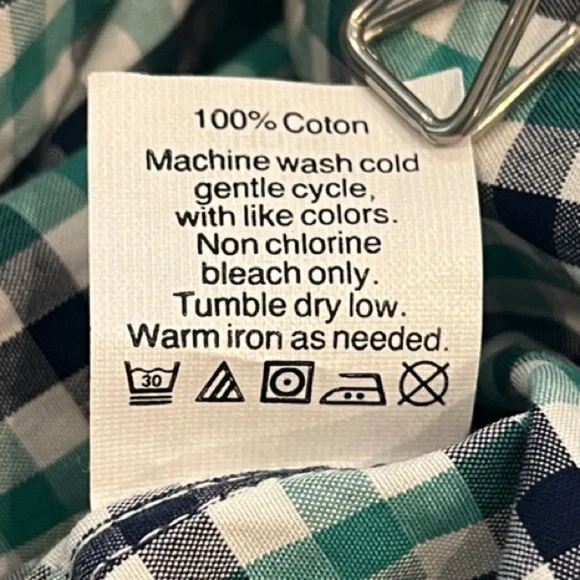 100% Coton
Machine wash cold
gentle cycle,
with like colors.
Non chlorine
bleach only.
Tumble dry low.
Warm iron as needed.
30